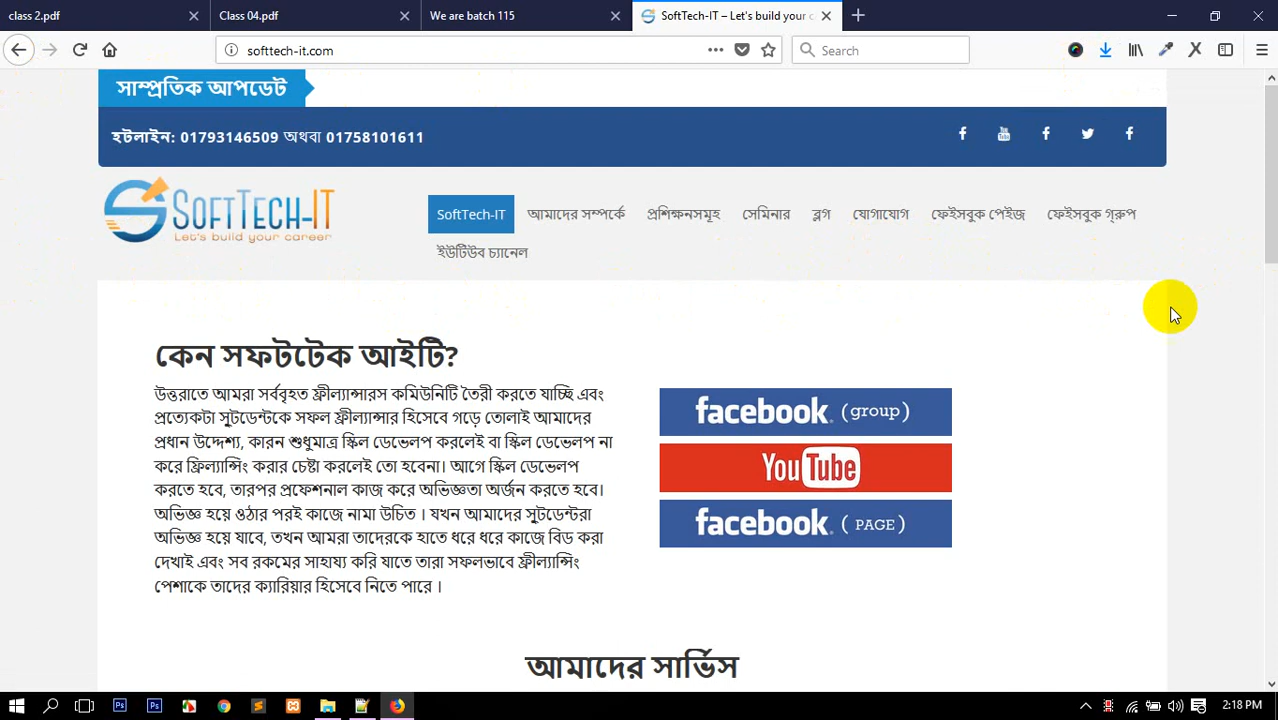 class 2.pdf
Class 04.pdf
We are batch 115
SoftTech-IT – Let's build your c
softtech-it.com
Search
সাম্প্রতিক আপডেট
হটলাইন: 01793146509 অথবা 01758101611
SOFTTECH-IT
Let's build your career
SoftTech-IT আমাদের সম্পর্কে প্রশিক্ষনসমূহ সেমিনার ব্লগ যোগাযোগ ফেইসবুক পেইজ ফেইসবুক গ্রুপ
ইউটিউব চ্যানেল
কেন সফটটেক আইটি?
উত্তরাতে আমরা সর্ববৃহত ফ্রীল্যান্সারস কমিউনিটি তৈরী করতে যাচ্ছি এবং
প্রত্যেকটা স্টুডেন্টকে সফল ফ্রীল্যান্সার হিসেবে গড়ে তোলাই আমাদের
প্রধান উদ্দেশ্য, কারন শুধুমাত্র স্কিল ডেভেলপ করলেই বা স্কিল ডেভেলপ না
করে ফ্রিল্যান্সিং করার চেষ্টা করলেই তো হবেনা। আগে স্কিল ডেভেলপ
করতে হবে, তারপর প্রফেশনাল কাজ করে অভিজ্ঞতা অর্জন করতে হবে।
অভিজ্ঞ হয়ে ওঠার পরই কাজে নামা উচিত । যখন আমাদের স্টুডেন্টরা
অভিজ্ঞ হয়ে যাবে, তখন আমরা তাদেরকে হাতে ধরে ধরে কাজে বিড করা
দেখাই এবং সব রকমের সাহায্য করি যাতে তারা সফলভাবে ফ্রীল্যান্সিং
পেশাকে তাদের ক্যারিয়ার হিসেবে নিতে পারে ।
facebook. (group)
YouTube
facebook. ( PAGE )
আমাদের সার্ভিস
2:18 PM